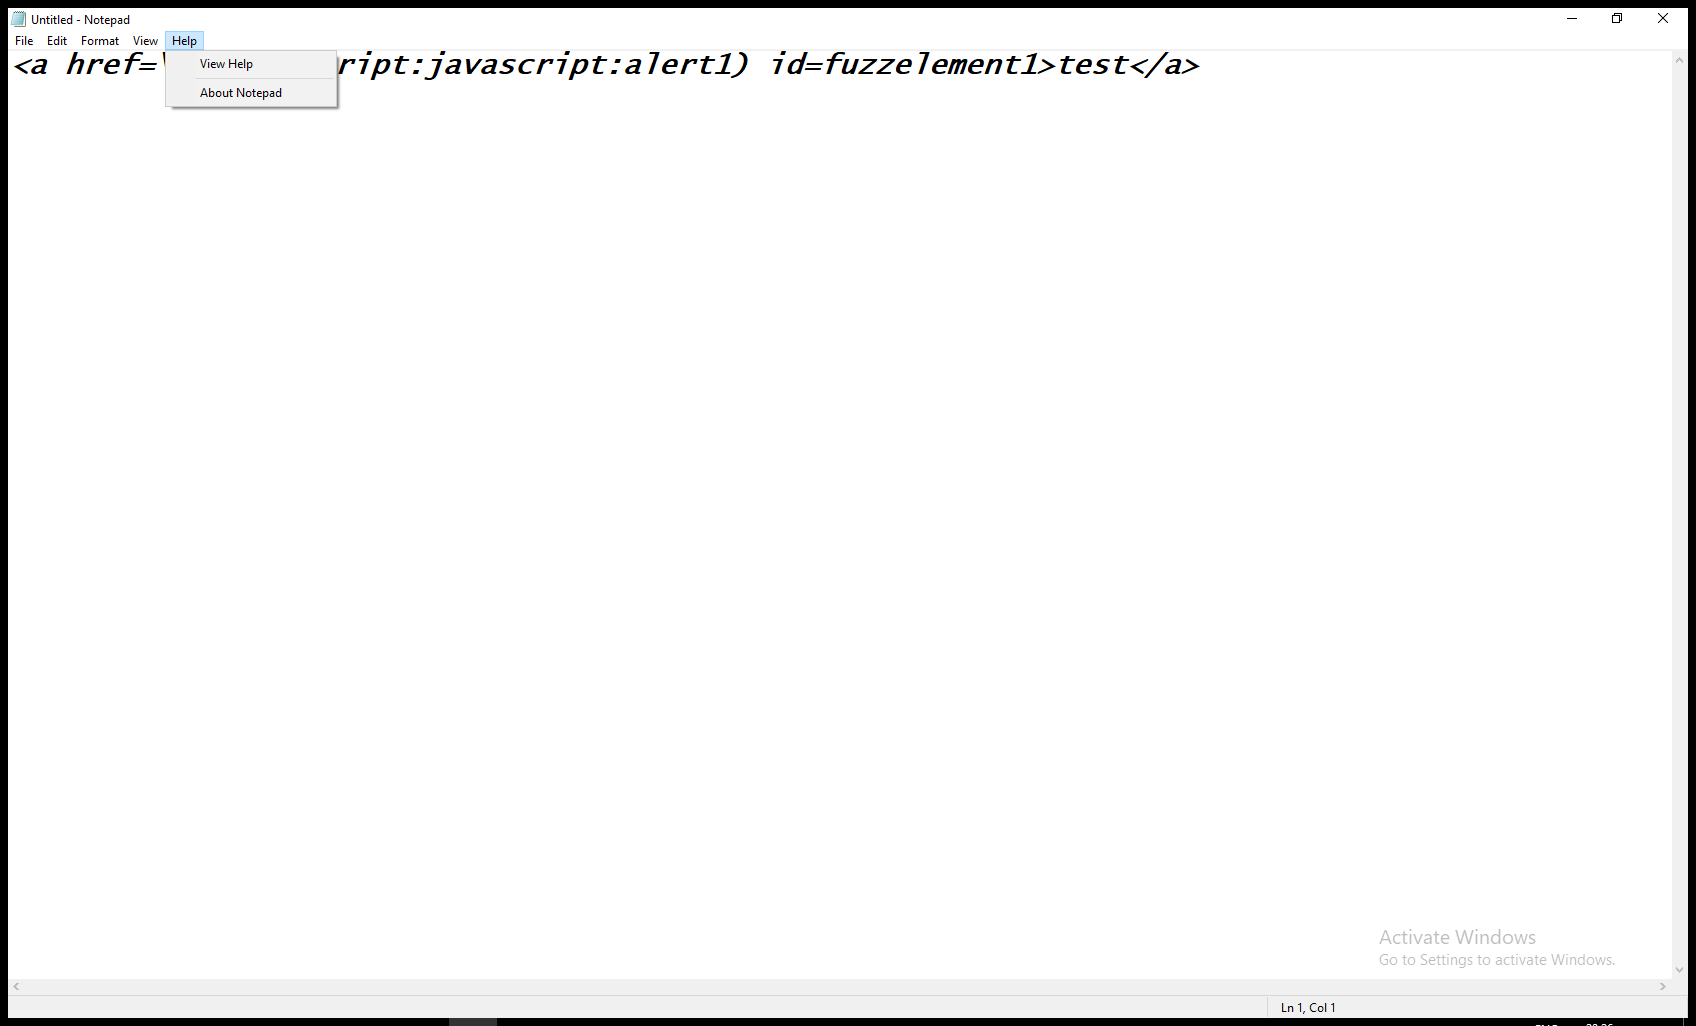 Untitled - Notepad
File Edit Format View Help
<a href= ript:javascript:alert1) id=fuzzelement1>test</a>
View Help
About Notepad
Activate Windows
Go to Settings to activate Windows.
Ln 1, Col 1